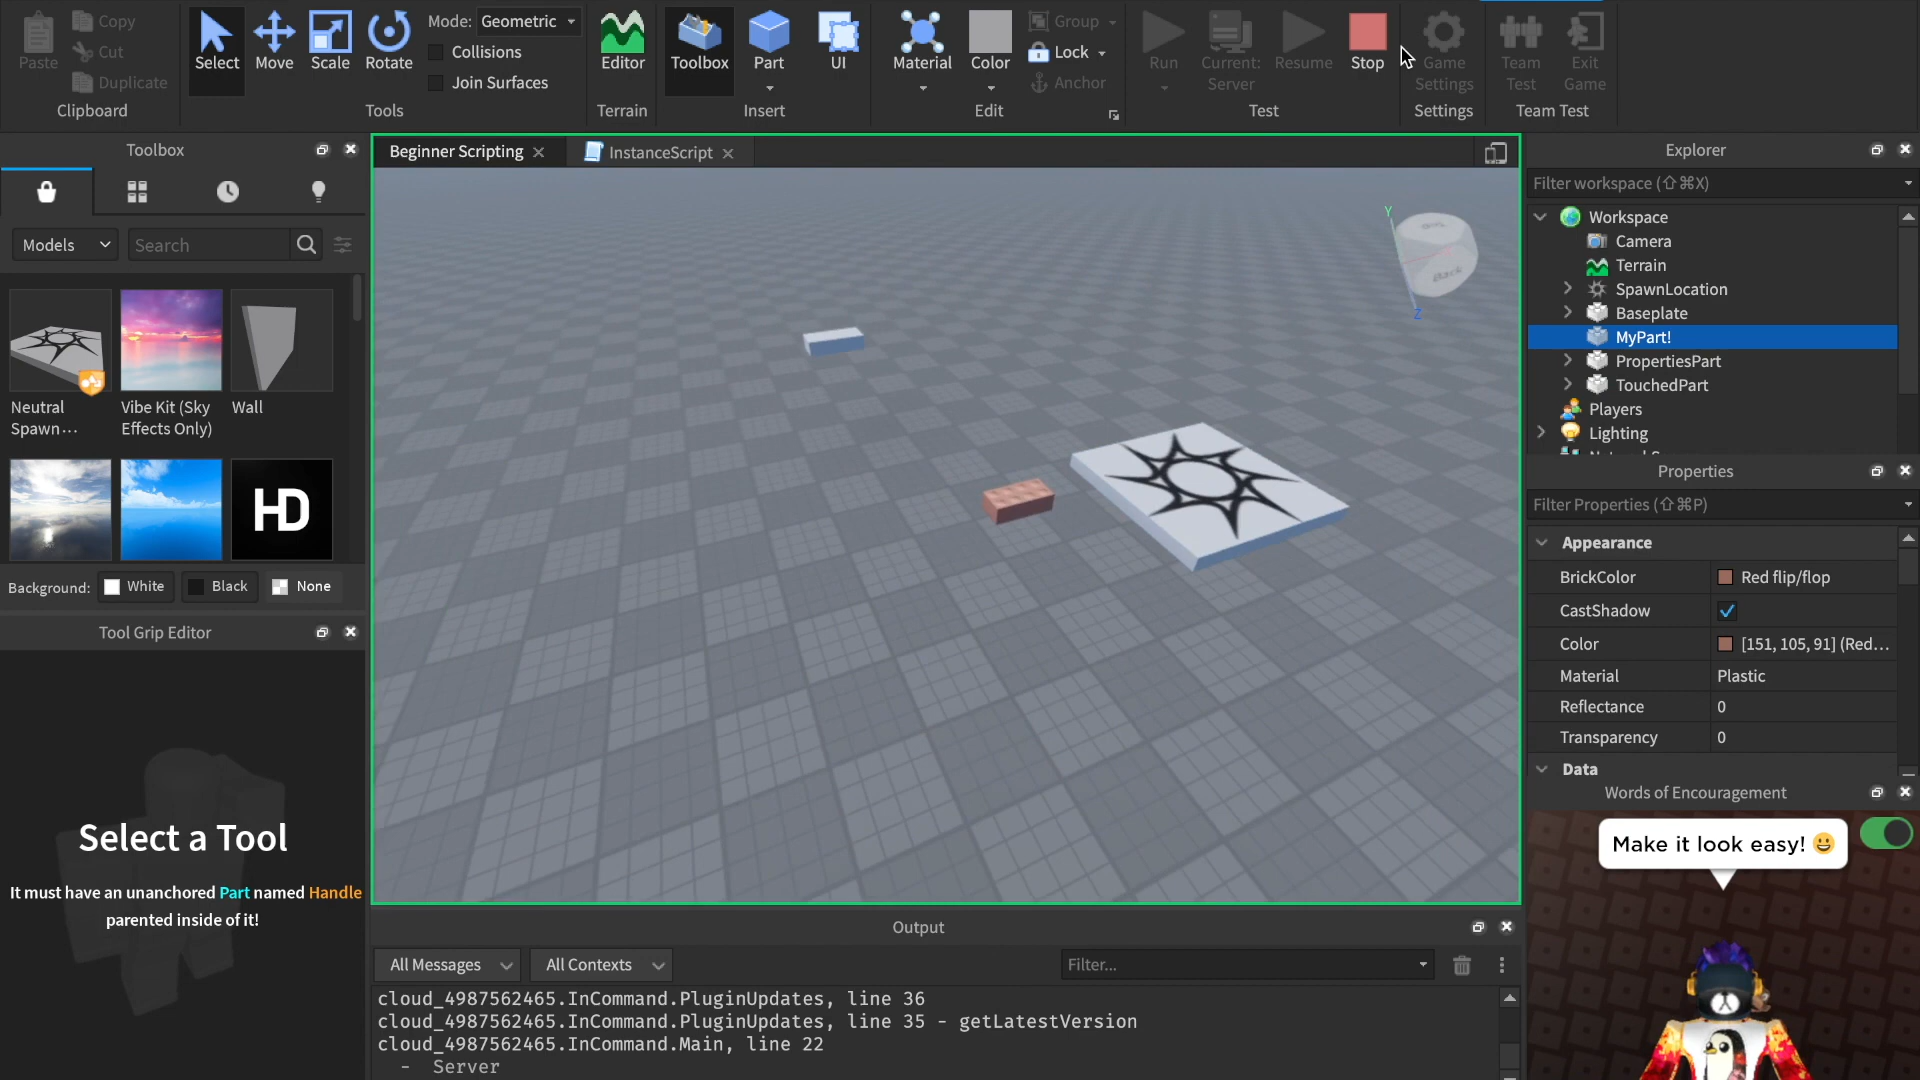 Paste
Copy
Cut
Duplicate
Clipboard
Select
Move
Scale
Rotate
Mode: Geometric
Collisions
Join Surfaces
Tools
Editor
Terrain
Toolbox
Part
UI
Insert
Material
Color
Group
Lock
Anchor
Edit
Run
Current:
Server
Resume
Stop
Test
Game
Settings
Settings
Team
Test
Exit
Game
Team Test
Toolbox
Models
Search
Neutral
Spawn...
Vibe Kit (Sky
Effects Only)
Wall
HD
Background: White Black None
Tool Grip Editor
Select a Tool
It must have an unanchored Part named Handle
parented inside of it!
Beginner Scripting
InstanceScript
Y
Z
Back
Output
All Messages
All Contexts
Filter...
cloud_4987562465.InCommand.PluginUpdates, line 36
cloud_4987562465.InCommand.PluginUpdates, line 35 - getLatestVersion
cloud_4987562465.InCommand.Main, line 22
- Server
Explorer
Filter workspace (⇧⌘X)
Workspace
Camera
Terrain
SpawnLocation
Baseplate
MyPart!
PropertiesPart
TouchedPart
Players
Lighting
Properties
Filter Properties (⇧⌘P)
Appearance
BrickColor Red flip/flop
CastShadow
Color [151, 105, 91] (Red...
Material Plastic
Reflectance 0
Transparency 0
Data
Words of Encouragement
Make it look easy! 😀